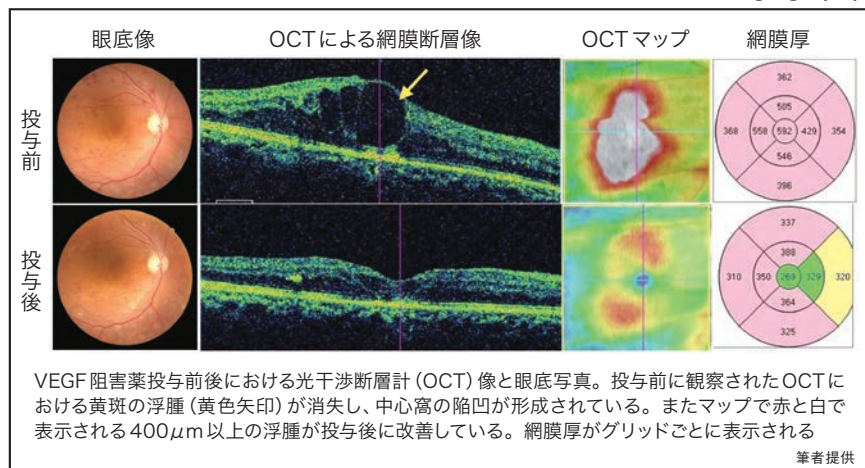 眼底像 OCTによる網膜断層像 OCTマップ 網膜厚
投与前
362
505
368 558 592 429 354
546
396
投与後
337
388
310 350 269 329 320
364
325
VEGF阻害薬投与前後における光干渉断層計(OCT)像と眼底写真。投与前に観察されたOCTに
おける黄斑の浮腫(黄色矢印)が消失し、中心窩の陥凹が形成されている。またマップで赤と白で
表示される400μm以上の浮腫が投与後に改善している。網膜厚がグリッドごとに表示される
筆者提供